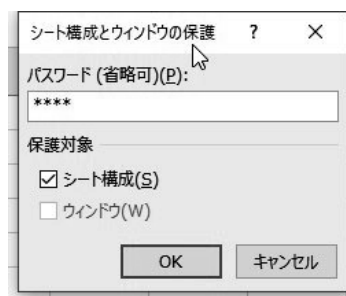 シート構成とウィンドウの保護 ? ×
パスワード (省略可)(P):
****
保護対象
シート構成(S)
ウィンドウ(W)
OK キャンセル